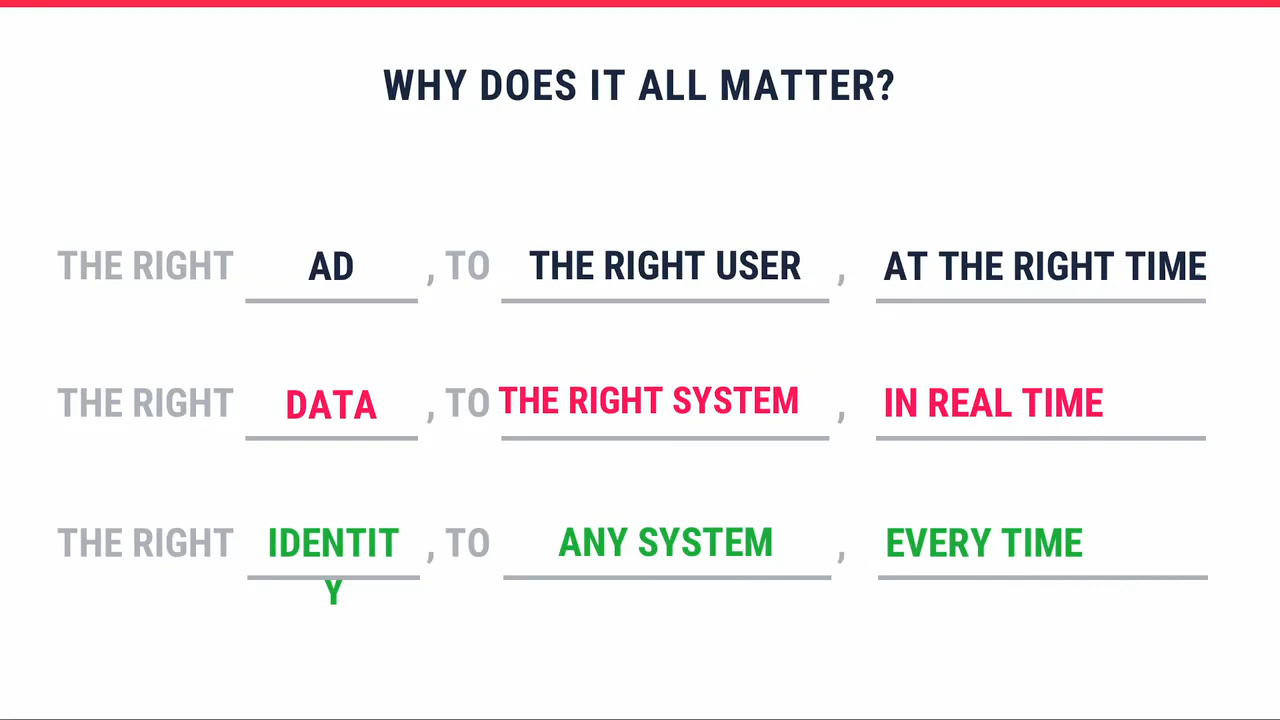 WHY DOES IT ALL MATTER?
THE RIGHT AD , TO THE RIGHT USER , AT THE RIGHT TIME
THE RIGHT DATA , TO THE RIGHT SYSTEM , IN REAL TIME
THE RIGHT IDENTIT , TO ANY SYSTEM , EVERY TIME
Y